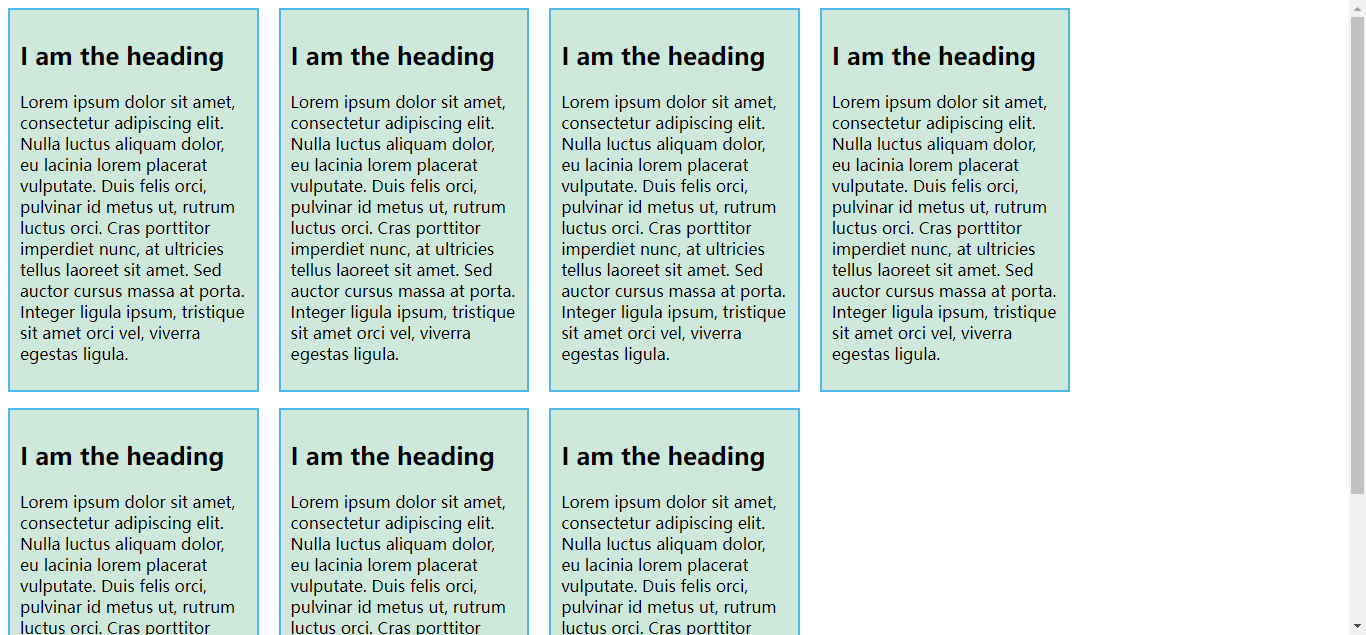 I am the heading
Lorem ipsum dolor sit amet,
consectetur adipiscing elit.
Nulla luctus aliquam dolor,
eu lacinia lorem placerat
vulputate. Duis felis orci,
pulvinar id metus ut, rutrum
luctus orci. Cras porttitor
imperdiet nunc, at ultricies
tellus laoreet sit amet. Sed
auctor cursus massa at porta.
Integer ligula ipsum, tristique
sit amet orci vel, viverra
egestas ligula.
I am the heading
Lorem ipsum dolor sit amet,
consectetur adipiscing elit.
Nulla luctus aliquam dolor,
eu lacinia lorem placerat
vulputate. Duis felis orci,
pulvinar id metus ut, rutrum
luctus orci. Cras porttitor
imperdiet nunc, at ultricies
tellus laoreet sit amet. Sed
auctor cursus massa at porta.
Integer ligula ipsum, tristique
sit amet orci vel, viverra
egestas ligula.
I am the heading
Lorem ipsum dolor sit amet,
consectetur adipiscing elit.
Nulla luctus aliquam dolor,
eu lacinia lorem placerat
vulputate. Duis felis orci,
pulvinar id metus ut, rutrum
luctus orci. Cras porttitor
imperdiet nunc, at ultricies
tellus laoreet sit amet. Sed
auctor cursus massa at porta.
Integer ligula ipsum, tristique
sit amet orci vel, viverra
egestas ligula.
I am the heading
Lorem ipsum dolor sit amet,
consectetur adipiscing elit.
Nulla luctus aliquam dolor,
eu lacinia lorem placerat
vulputate. Duis felis orci,
pulvinar id metus ut, rutrum
luctus orci. Cras porttitor
imperdiet nunc, at ultricies
tellus laoreet sit amet. Sed
auctor cursus massa at porta.
Integer ligula ipsum, tristique
sit amet orci vel, viverra
egestas ligula.
I am the heading
Lorem ipsum dolor sit amet,
consectetur adipiscing elit.
Nulla luctus aliquam dolor,
eu lacinia lorem placerat
vulputate. Duis felis orci,
pulvinar id metus ut, rutrum
luctus orci. Cras porttitor
I am the heading
Lorem ipsum dolor sit amet,
consectetur adipiscing elit.
Nulla luctus aliquam dolor,
eu lacinia lorem placerat
vulputate. Duis felis orci,
pulvinar id metus ut, rutrum
luctus orci. Cras porttitor
I am the heading
Lorem ipsum dolor sit amet,
consectetur adipiscing elit.
Nulla luctus aliquam dolor,
eu lacinia lorem placerat
vulputate. Duis felis orci,
pulvinar id metus ut, rutrum
luctus orci. Cras porttitor